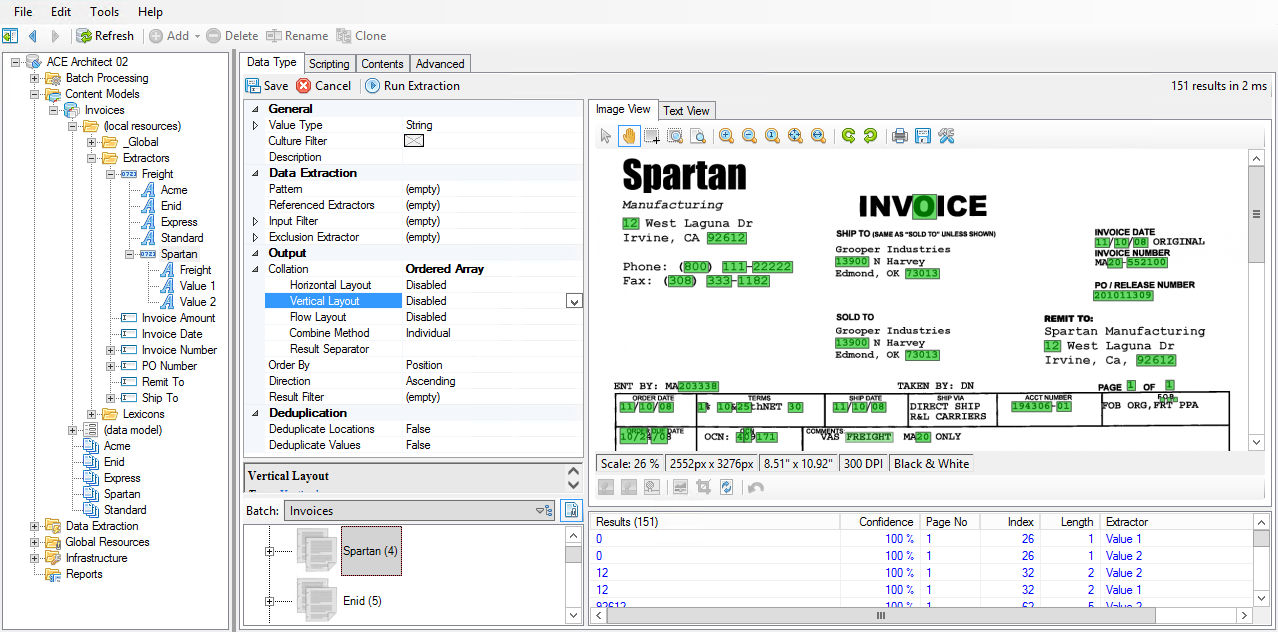 File Edit Tools Help
Refresh Add Delete Rename Clone
ACE Architect 02
Batch Processing
Content Models
Invoices
(local resources)
_Global
Extractors
Freight
Acme
Enid
Express
Standard
Spartan
Freight
Value 1
Value 2
Invoice Amount
Invoice Date
Invoice Number
PO Number
Remit To
Ship To
Lexicons
(data model)
Acme
Enid
Express
Spartan
Standard
Data Extraction
Global Resources
Infrastructure
Reports
Data Type Scripting Contents Advanced
Save Cancel Run Extraction
151 results in 2 ms
General
Value Type String
Culture Filter
Description
Data Extraction
Pattern (empty)
Referenced Extractors (empty)
Input Filter (empty)
Exclusion Extractor (empty)
Output
Collation Ordered Array
Horizontal Layout Disabled
Vertical Layout Disabled
Flow Layout Disabled
Combine Method Individual
Result Separator
Order By Position
Direction Ascending
Result Filter (empty)
Deduplication
Deduplicate Locations False
Deduplicate Values False
Vertical Layout
Batch: Invoices
Spartan (4)
Enid (5)
Image View Text View
Spartan
Manufacturing
12 West Laguna Dr
Irvine, CA 92612
Phone: (800) 111-22222
Fax: (308) 333-1182
INVOICE
SHIP TO (SAME AS "SOLD TO" UNLESS SHOWN)
Grooper Industries
13900 N Harvey
Edmond, OK 73013
INVOICE DATE
11/10/08 ORIGINAL
INVOICE NUMBER
MA20-552100
PO / RELEASE NUMBER
201011309
SOLD TO
Grooper Industries
13900 N Harvey
Edmond, OK 73013
REMIT TO:
Spartan Manufacturing
12 West Laguna Dr
Irvine, Ca, 92612
ENT BY: MA203338 TAKEN BY: DN PAGE 1 OF 1
ORDER DATE TERMS SHIP DATE SHIP VIA ACCT NUMBER F.O.B.
11/10/08 1% 10&25thNET 30 11/10/08 DIRECT SHIP 194306-01 FOB ORG,FRT PPA
R&L CARRIERS
ORDER DUE DATE OCN COMMENTS
10/24/08 OCN: 409171 VAS FREIGHT MA20 ONLY
Scale: 26 % 2552px x 3276px 8.51" x 10.92" 300 DPI Black & White
Results (151) Confidence Page No Index Length Extractor
0 100 % 1 26 1 Value 1
0 100 % 1 26 1 Value 2
12 100 % 1 32 2 Value 2
12 100 % 1 32 2 Value 1
92612 100 % 1 62 5 Value 2